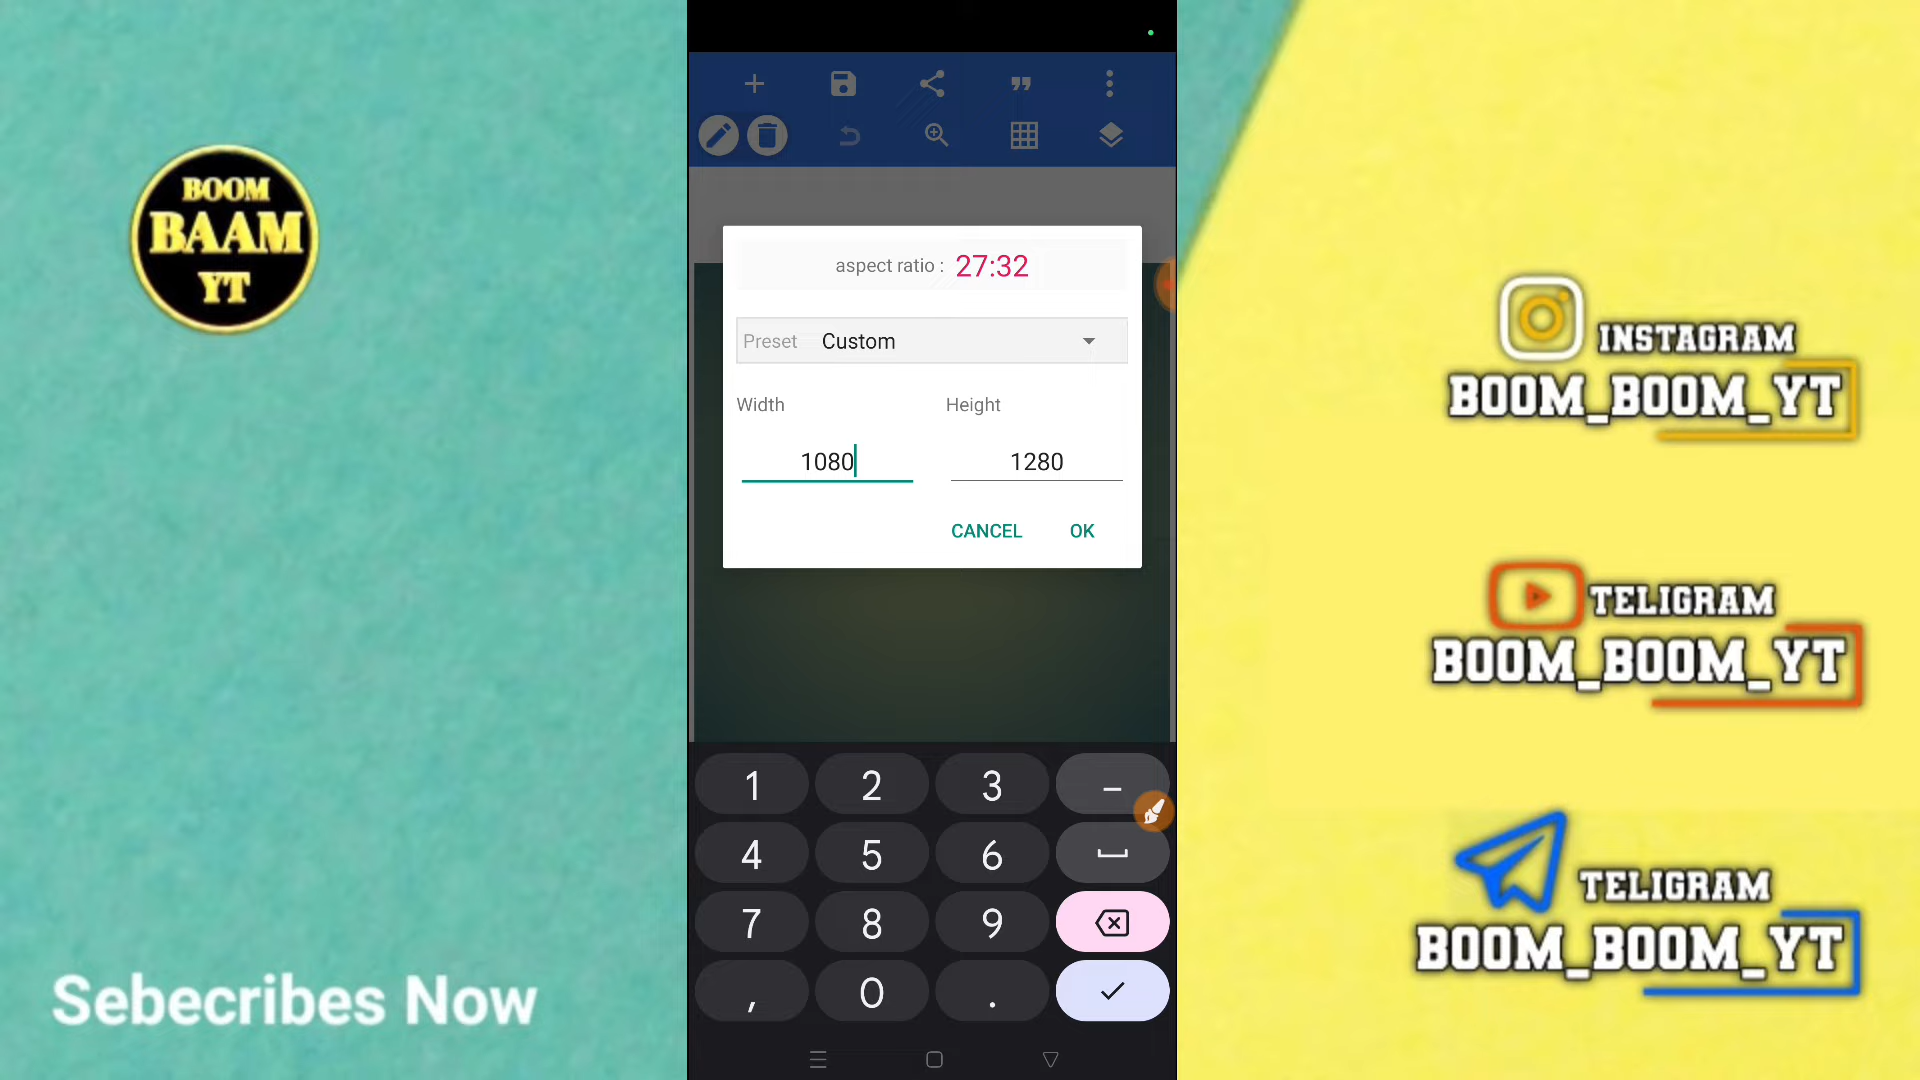 BOOM
BAAM
YT
Sebecribes Now
aspect ratio : 27:32
Preset Custom
Width Height
1080 1280
CANCEL OK
1 2 3 –
4 5 6
7 8 9
, 0 .
INSTAGRAM
BOOM_BOOM_YT
TELIGRAM
BOOM_BOOM_YT
TELIGRAM
BOOM_BOOM_YT